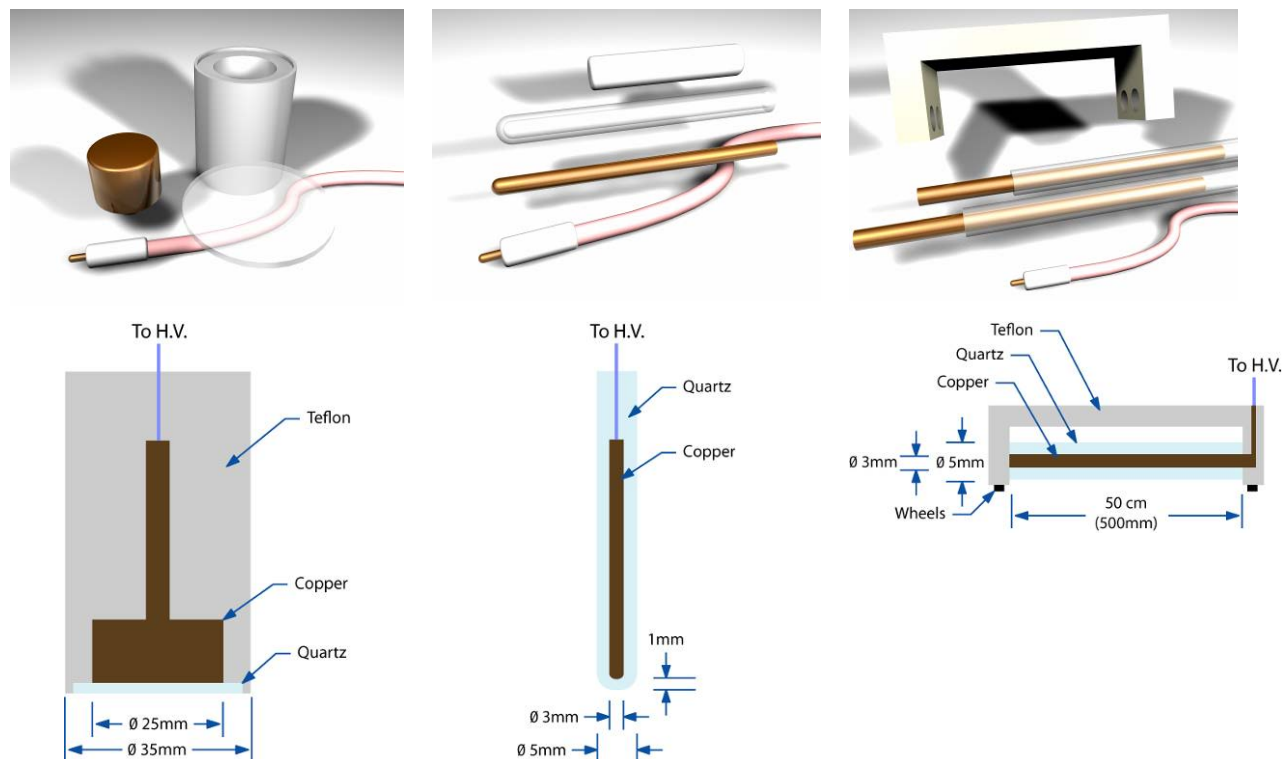 To H.V.
Teflon
Copper
Quartz
Ø 25mm
Ø 35mm
To H.V.
Quartz
Copper
1mm
Ø 3mm
Ø 5mm
Teflon
Quartz
To H.V.
Copper
Ø 3mm
Ø 5mm
Wheels
50 cm
(500mm)